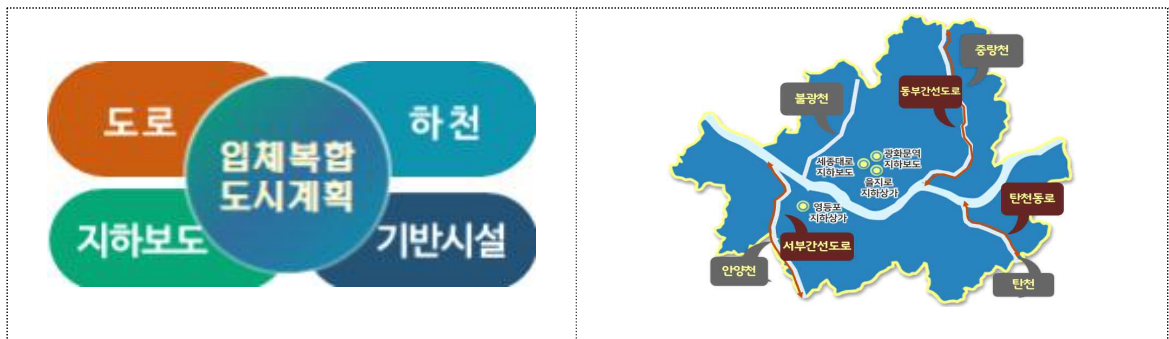 도로
하천
입체복합
도시계획
지하보도
기반시설
중랑천
동부간선도로
불광천
세종대로
지하보도
광화문역
지하보도
을지로
지하상가
영등포
지하상가
탄천동로
서부간선도로
안양천
탄천